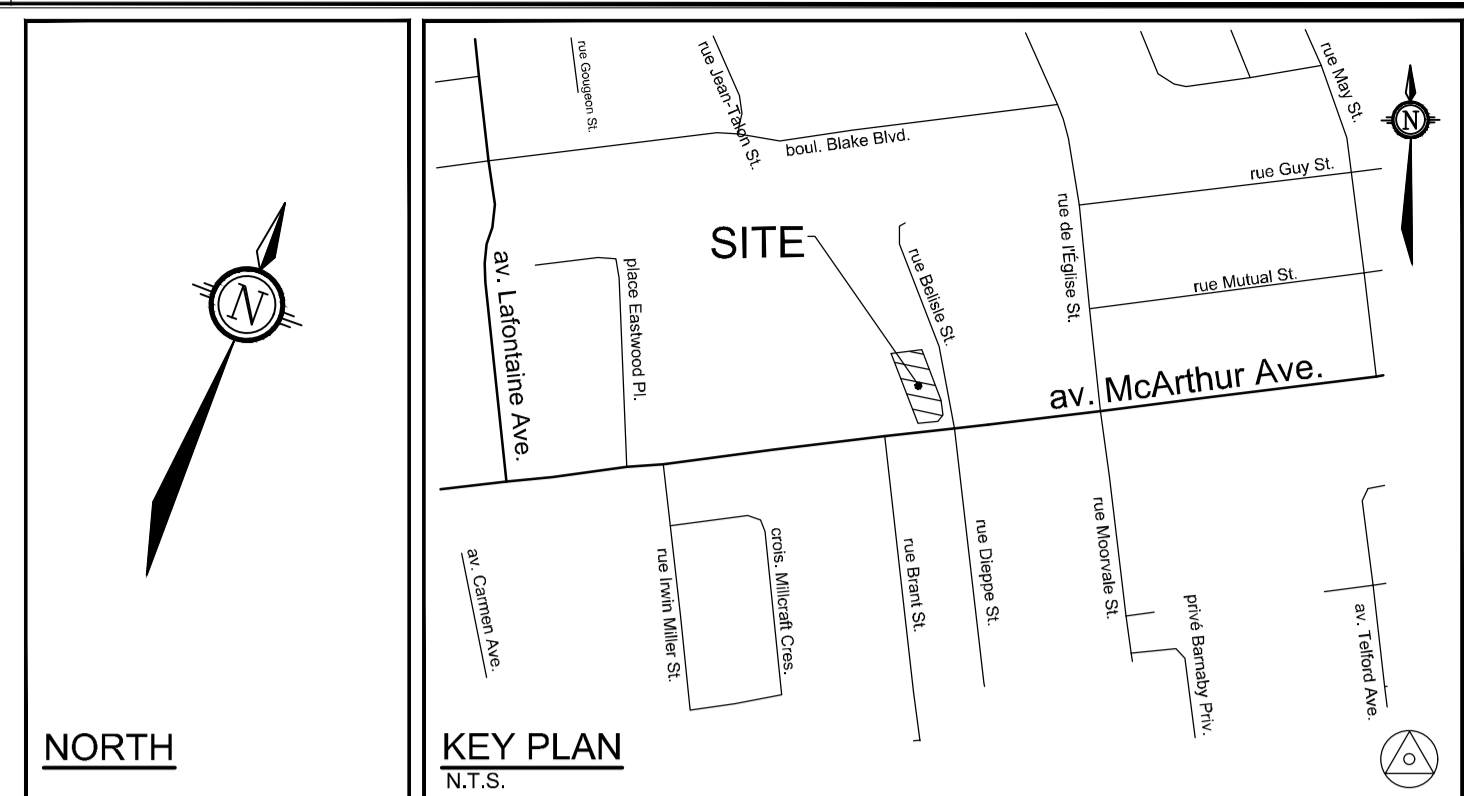 N
NORTH
rue Gougeon St.
rue Jean-Talon St.
boul. Blake Blvd.
rue May St.
N
rue Guy St.
rue de l'Église St.
rue Mutual St.
SITE
rue Belisle St.
av. Lafontaine Ave.
place Eastwood Pl.
av. McArthur Ave.
av. Carmen Ave.
rue Irwin Miller St.
crois. Millcraft Cres.
rue Brant St.
rue Dieppe St.
rue Moorvale St.
privé Barnaby Priv.
av. Telford Ave.
KEY PLAN
N.T.S.